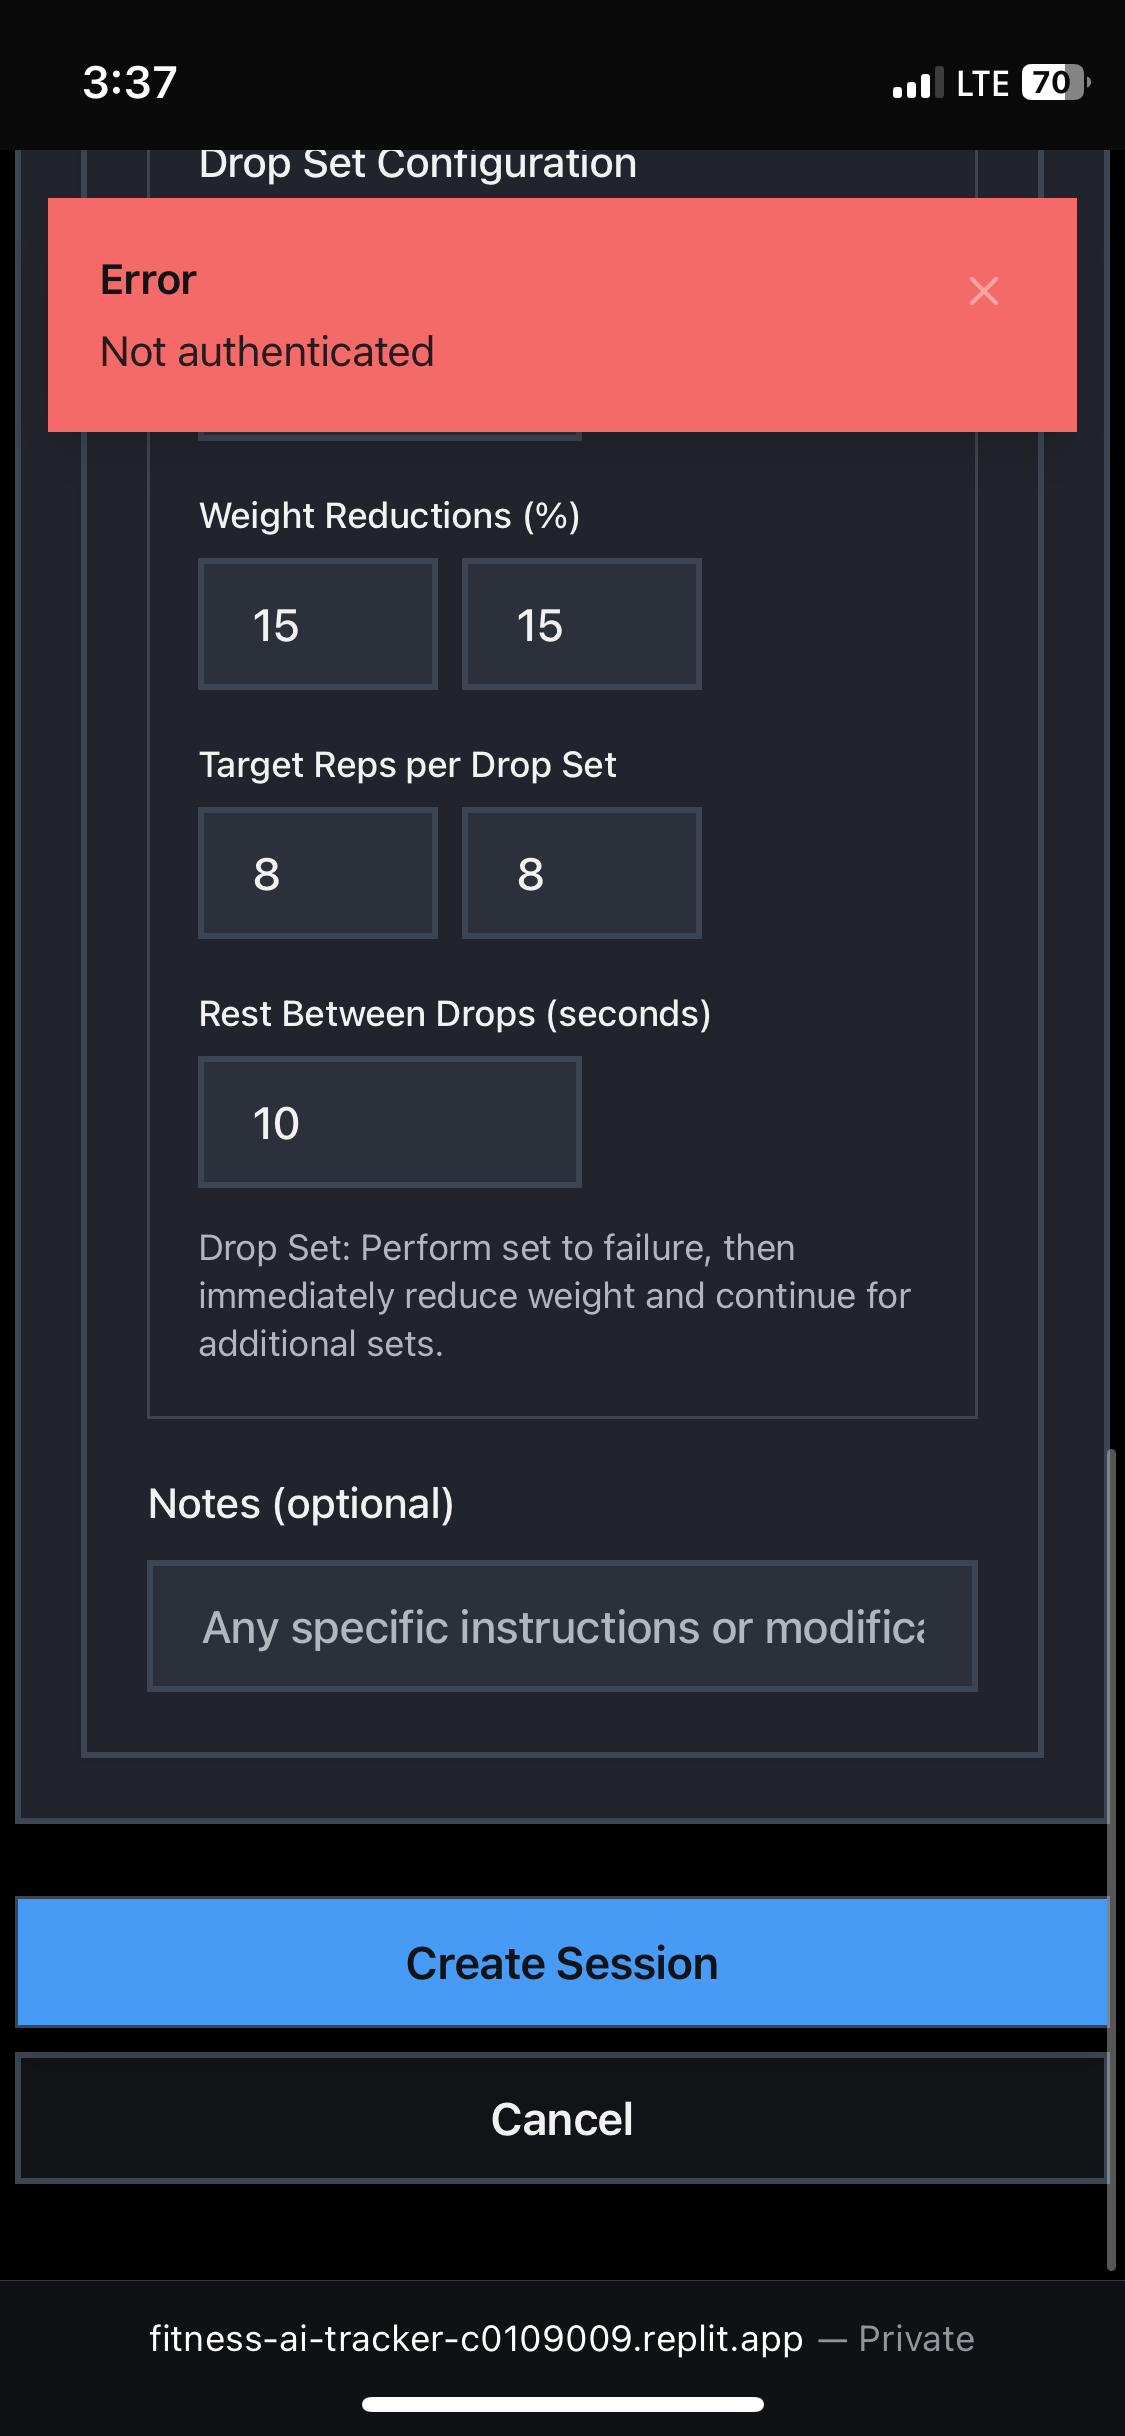 3:37
LTE 70
Drop Set Configuration
Error
Not authenticated
Weight Reductions (%)
15 15
Target Reps per Drop Set
8 8
Rest Between Drops (seconds)
10
Drop Set: Perform set to failure, then
immediately reduce weight and continue for
additional sets.
Notes (optional)
Any specific instructions or modifica
Create Session
Cancel
fitness-ai-tracker-c0109009.replit.app — Private